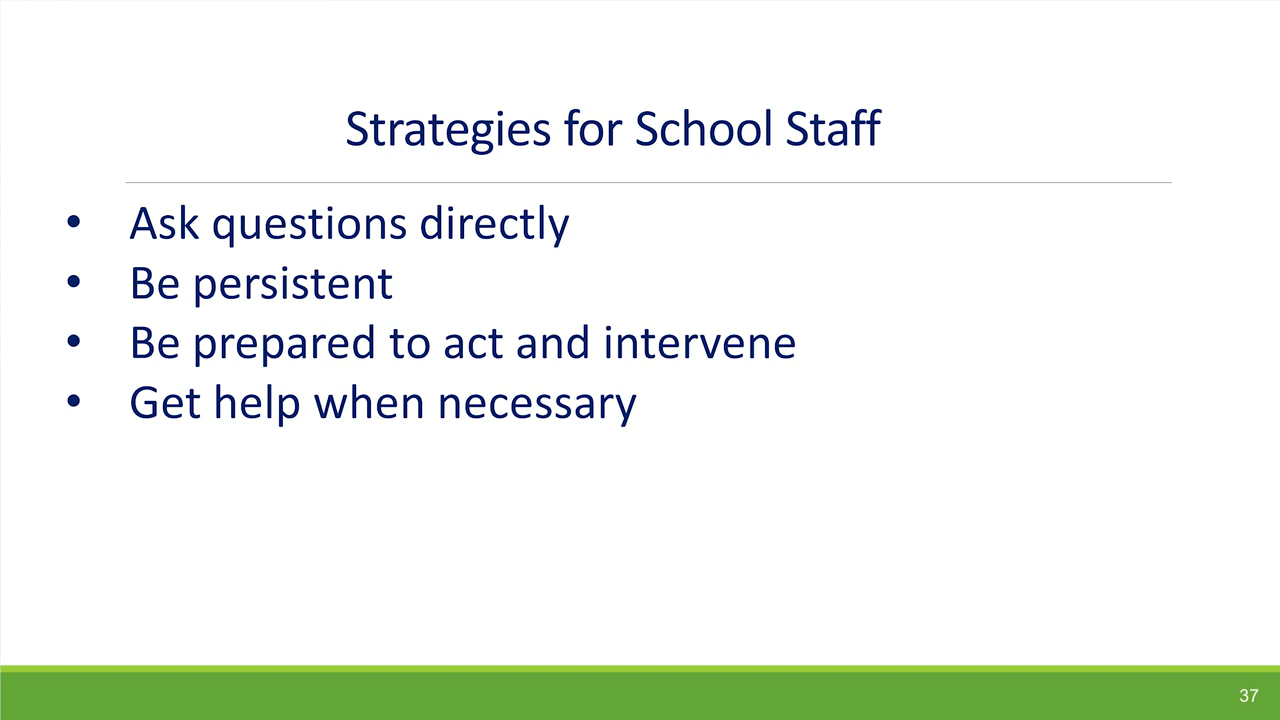 Strategies for School Staff
• Ask questions directly
• Be persistent
• Be prepared to act and intervene
• Get help when necessary
37